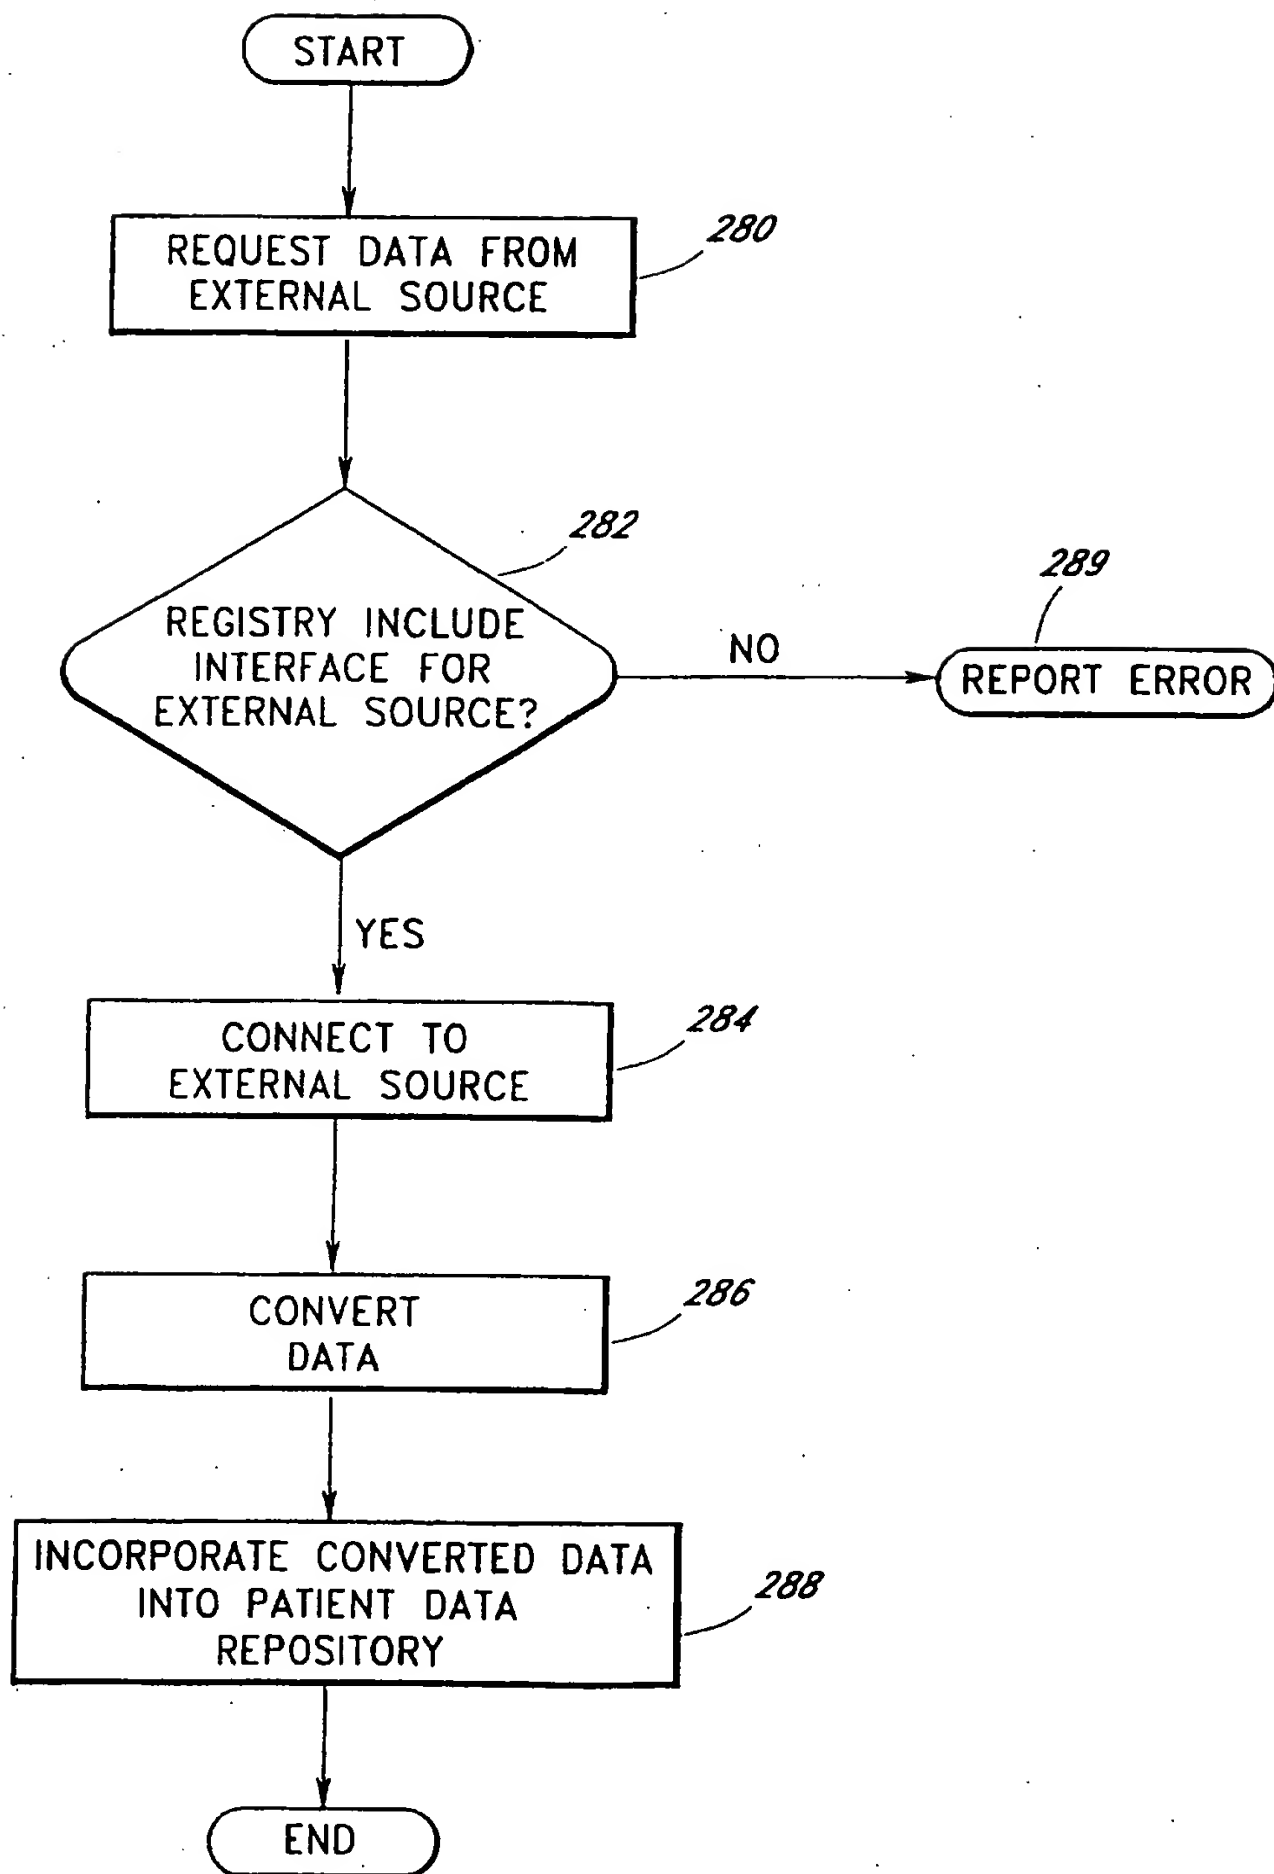 START
REQUEST DATA FROM
EXTERNAL SOURCE
280
REGISTRY INCLUDE
INTERFACE FOR
EXTERNAL SOURCE?
282
NO
REPORT ERROR
289
YES
CONNECT TO
EXTERNAL SOURCE
284
CONVERT
DATA
286
INCORPORATE CONVERTED DATA
INTO PATIENT DATA
REPOSITORY
288
END